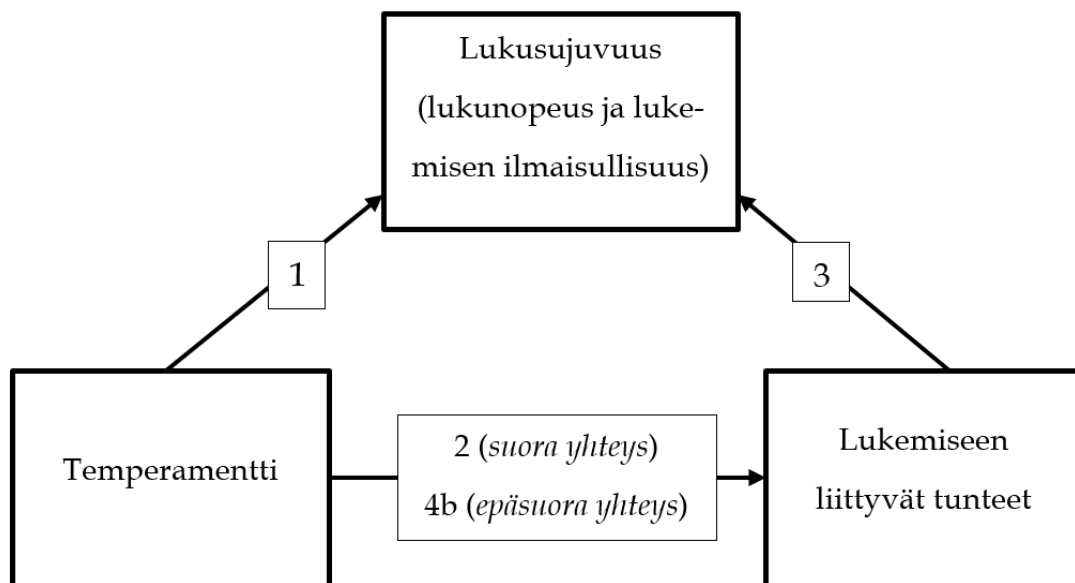 Lukusujuvuus
(lukunopeus ja luke-
misen ilmaisullisuus)
1
3
Temperamentti
2 (suora yhteys)
4b (epäsuora yhteys)
Lukemiseen
liittyvät tunteet